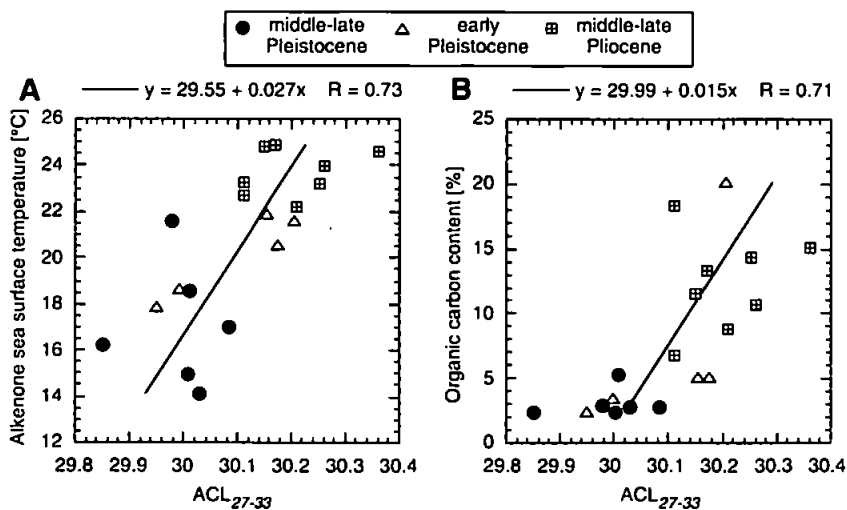 middle-late Pleistocene
early Pleistocene
middle-late Pliocene
A
y = 29.55 + 0.027x R = 0.73
Alkenone sea surface temperature [°C]
26
24
22
20
18
16
14
12
29.8 29.9 30 30.1 30.2 30.3 30.4
ACL27-33
B
y = 29.99 + 0.015x R = 0.71
Organic carbon content [%]
25
20
15
10
5
0
29.8 29.9 30 30.1 30.2 30.3 30.4
ACL27-33